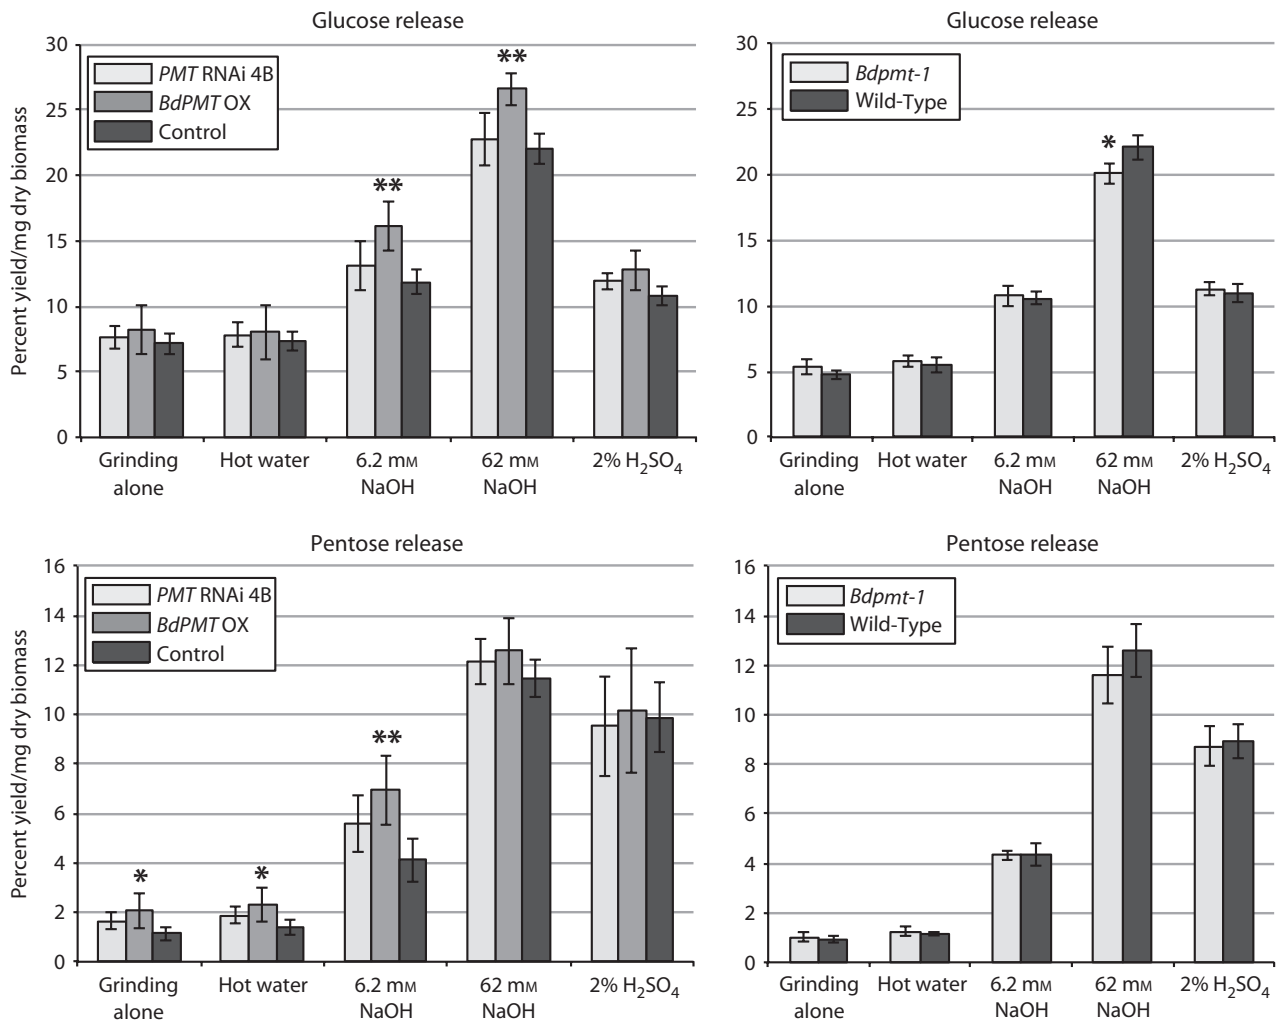 Glucose release
30
25
20
15
10
5
0
Percent yield/mg dry biomass
PMT RNAi 4B
BdPMT OX
Control
**
**
Grinding alone
Hot water
6.2 mM NaOH
62 mM NaOH
2% H₂SO₄
Glucose release
30
25
20
15
10
5
0
Bdpmt-1
Wild-Type
*
Grinding alone
Hot water
6.2 mM NaOH
62 mM NaOH
2% H₂SO₄
Pentose release
16
14
12
10
8
6
4
2
0
Percent yield/mg dry biomass
PMT RNAi 4B
BdPMT OX
Control
*
*
**
Grinding alone
Hot water
6.2 mM NaOH
62 mM NaOH
2% H₂SO₄
Pentose release
16
14
12
10
8
6
4
2
0
Bdpmt-1
Wild-Type
Grinding alone
Hot water
6.2 mM NaOH
62 mM NaOH
2% H₂SO₄